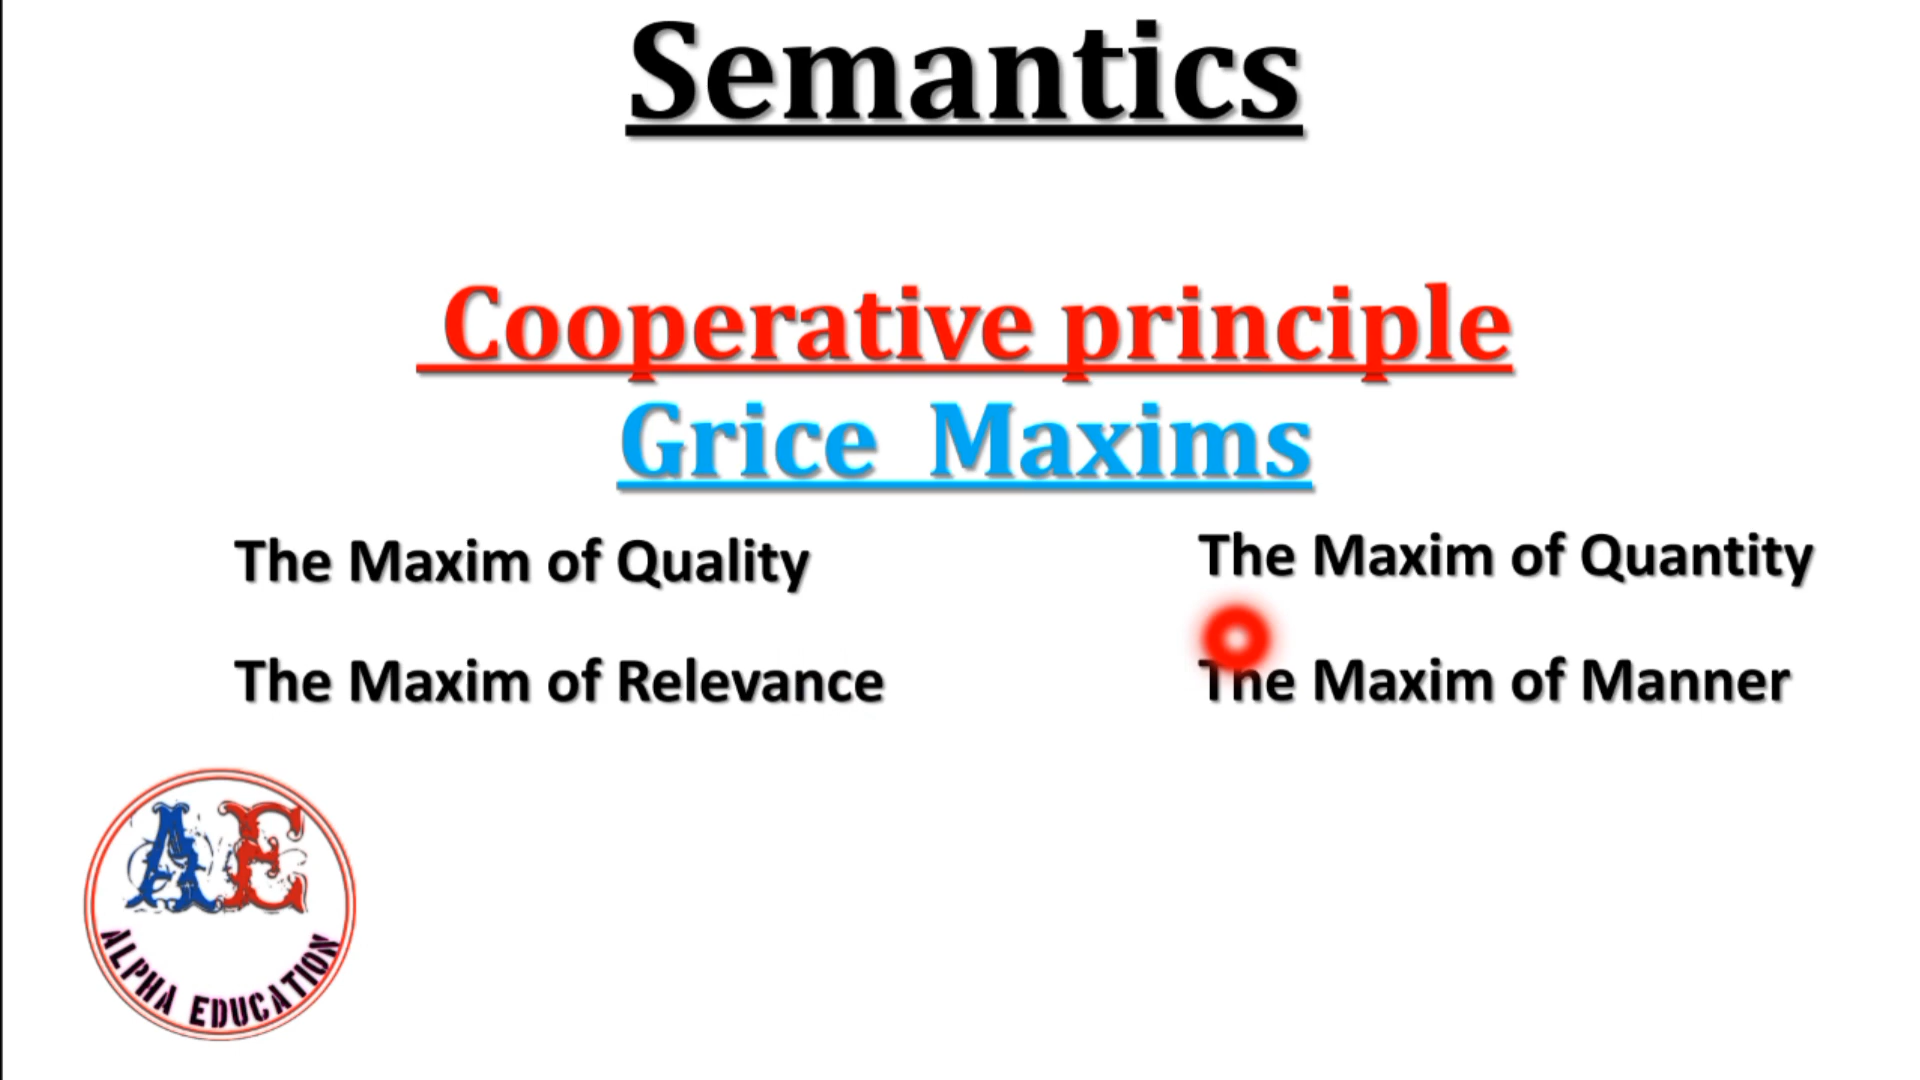 Semantics
Cooperative principle
Grice Maxims
The Maxim of Quality
The Maxim of Quantity
The Maxim of Relevance
The Maxim of Manner
AE
ALPHA EDUCATION